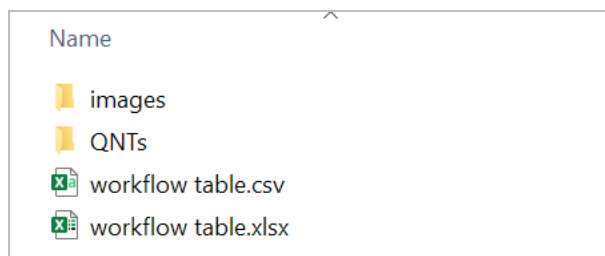 Name
images
QNTs
workflow table.csv
workflow table.xlsx